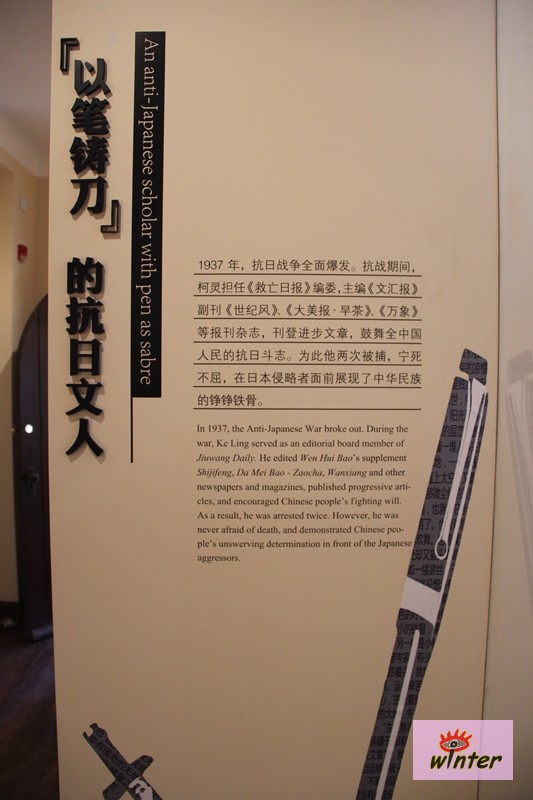 『以笔铸刀』的抗日文人
An anti-Japanese scholar with pen as sabre
1937 年，抗日战争全面爆发。抗战期间，
柯灵担任《救亡日报》编委，主编《文汇报》
副刊《世纪风》、《大美报·早茶》、《万象》
等报刊杂志，刊登进步文章，鼓舞全中国
人民的抗日斗志。为此他两次被捕，宁死
不屈，在日本侵略者面前展现了中华民族
的铮铮铁骨。
In 1937, the Anti-Japanese War broke out. During the
war, Ke Ling served as an editorial board member of
Jiuwang Daily. He edited Wen Hui Bao's supplement
Shijifeng, Da Mei Bao - Zaocha, Wanxiang and other
newspapers and magazines, published progressive arti-
cles, and encouraged Chinese people's fighting will.
As a result, he was arrested twice. However, he was
never afraid of death, and demonstrated Chinese peo-
ple's unswerving determination in front of the Japanese
aggressors.
winter